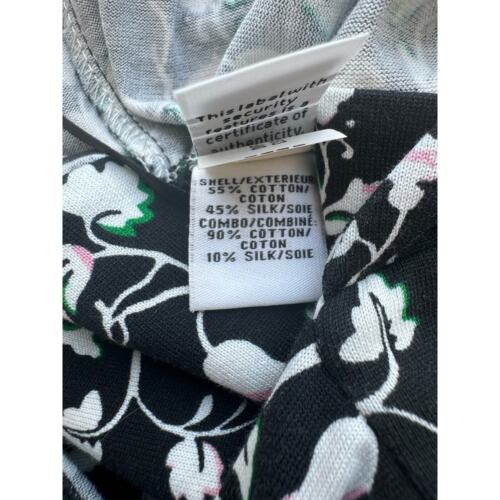 This label with
security
features is a
certificate of
authenticity.
SHELL/EXTERIEUR
55% COTTON/
COTON
45% SILK/SOIE
COMBO/COMBINÉ:
90% COTTON/
COTON
10% SILK/SOIE